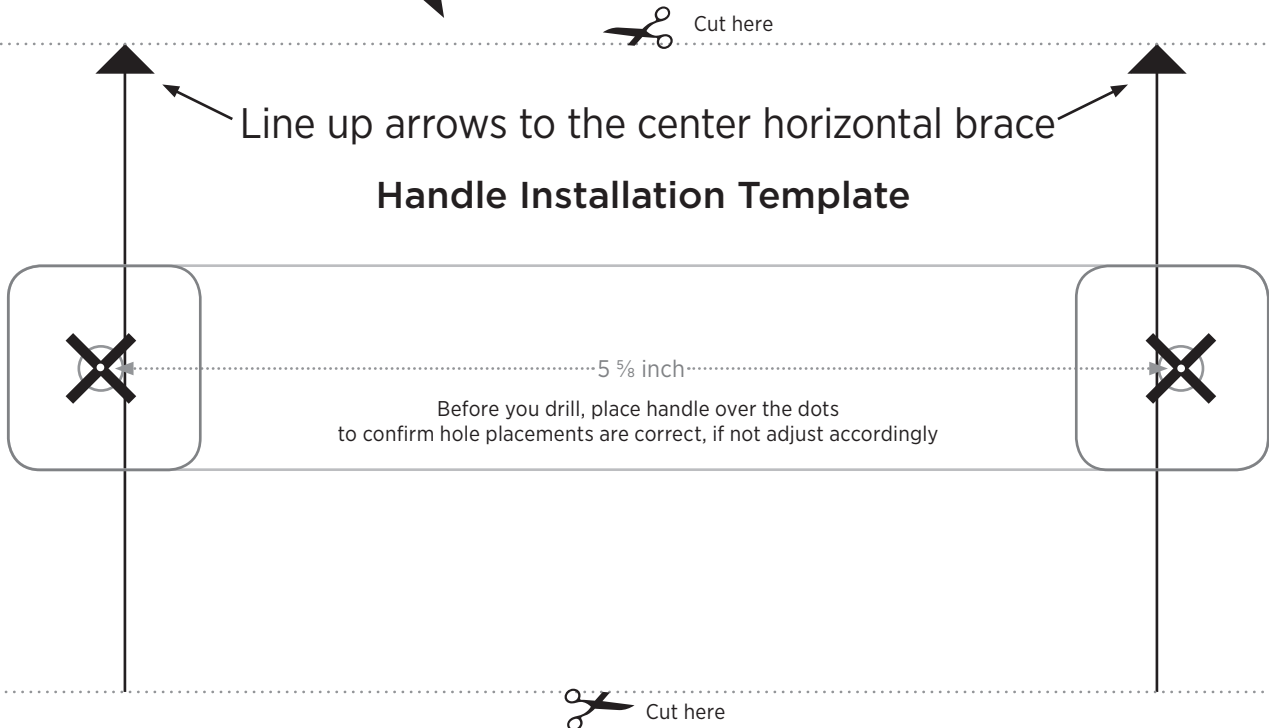 Cut here
Line up arrows to the center horizontal brace
Handle Installation Template
5 ⅝ inch
Before you drill, place handle over the dots
to confirm hole placements are correct, if not adjust accordingly
Cut here